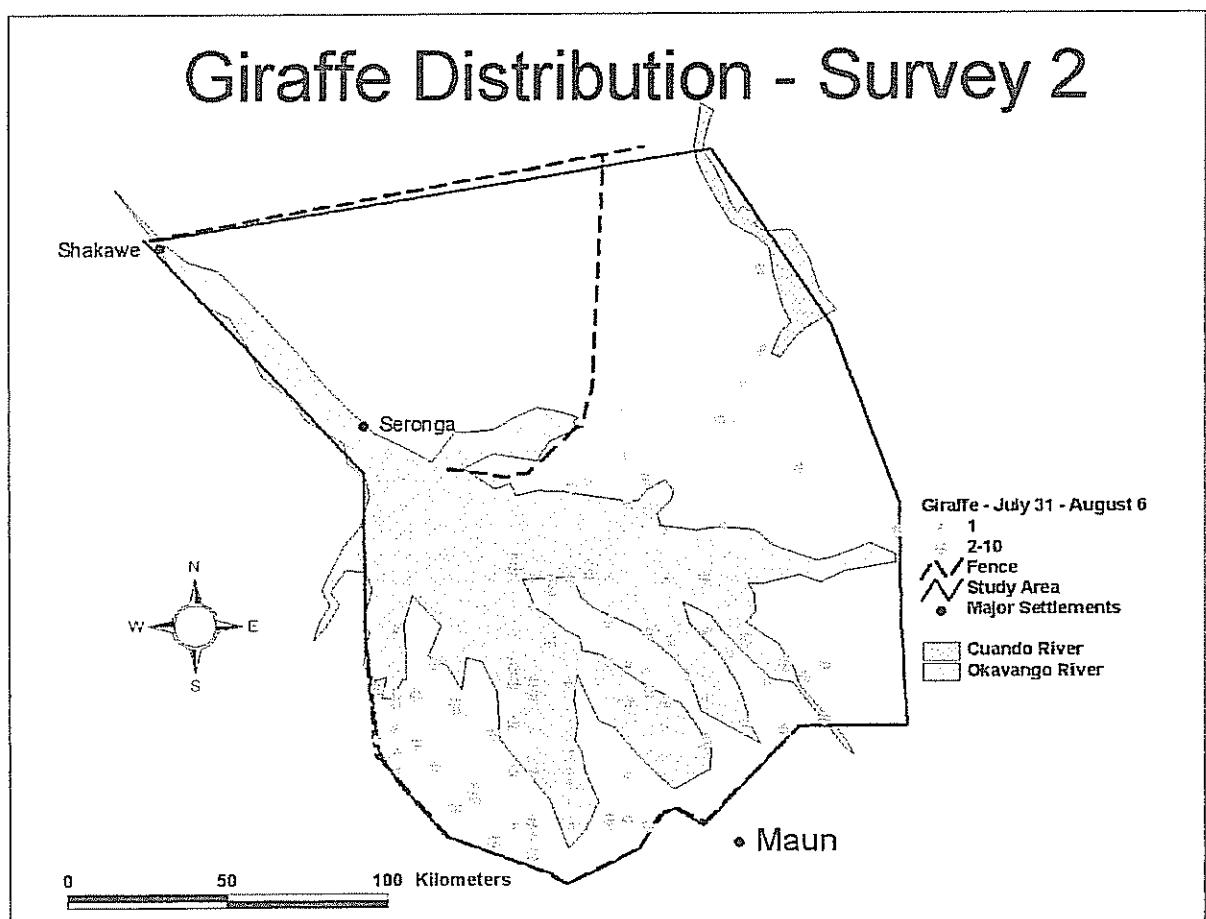 Giraffe Distribution - Survey 2
Shakawe
Seronga
Giraffe - July 31 - August 6
1
2-10
Fence
Study Area
Major Settlements
Cuando River
Okavango River
N
W E
S
Maun
0 50 100 Kilometers